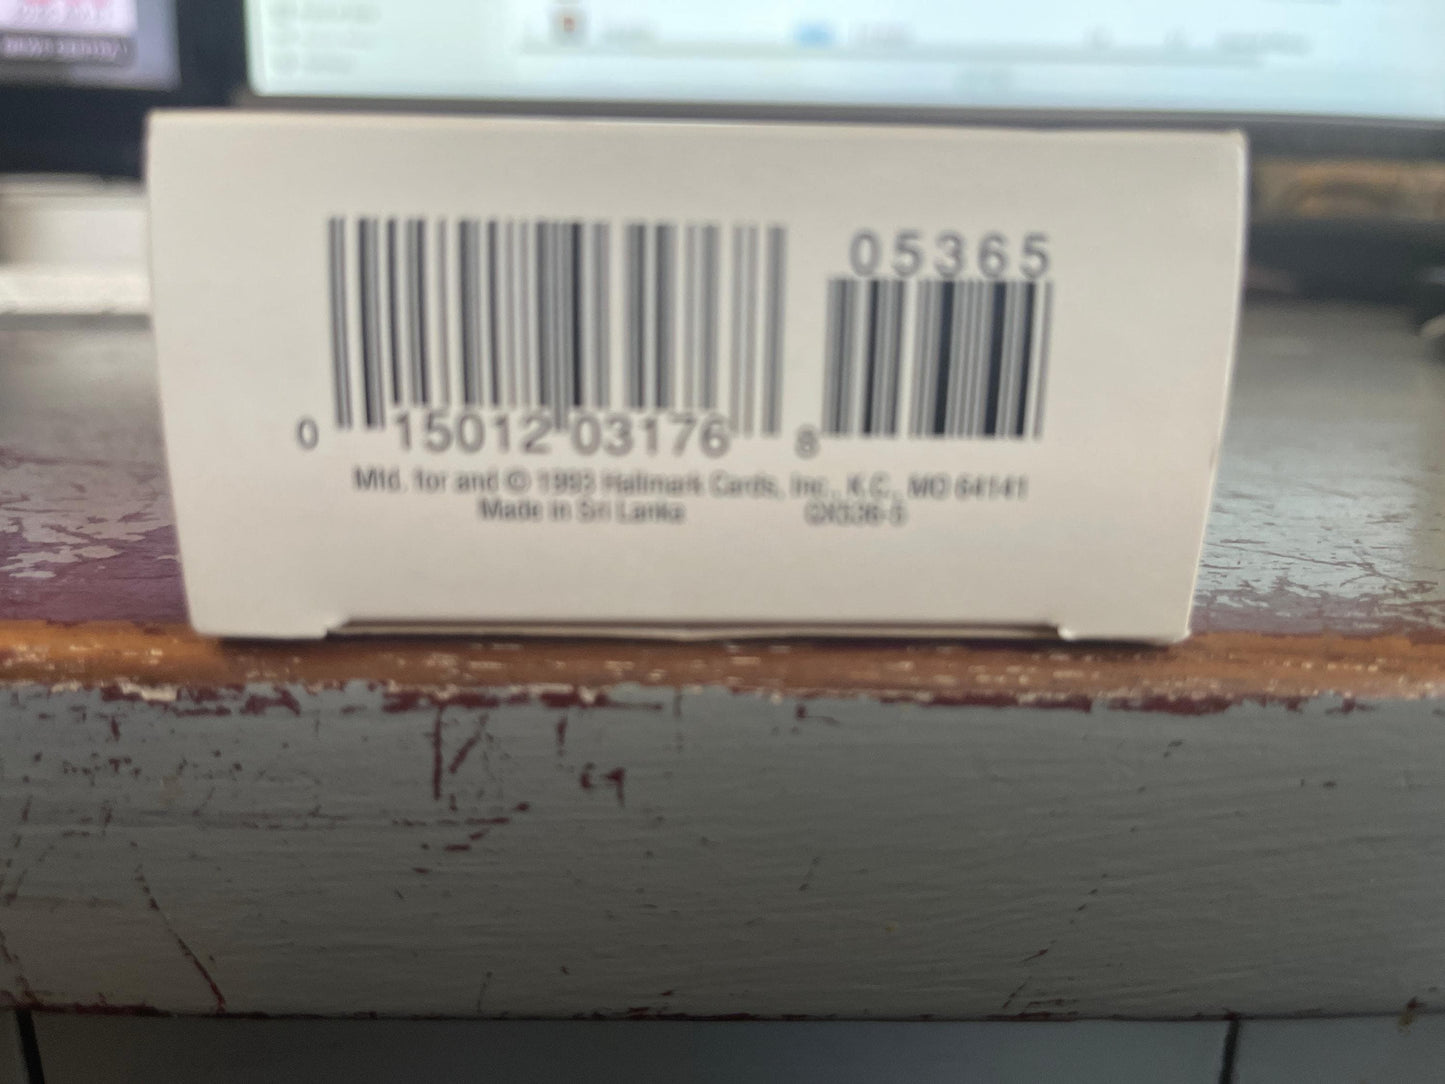 05365
0 15012 03176 8
Mfd. for and © 1993 Hallmark Cards, Inc., K.C., MO 64141
Made in Sri Lanka